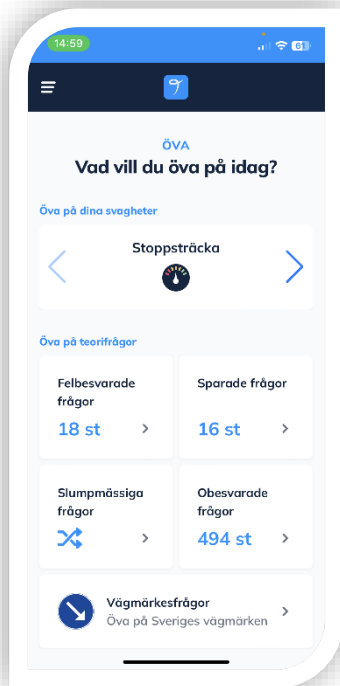 14:59
61
ÖVA
Vad vill du öva på idag?
Öva på dina svagheter
Stoppsträcka
Öva på teorifrågor
Felbesvarade
frågor
18 st
Sparade frågor
16 st
Slumpmässiga
frågor
Obesvarade
frågor
494 st
Vägmärkesfrågor
Öva på Sveriges vägmärken